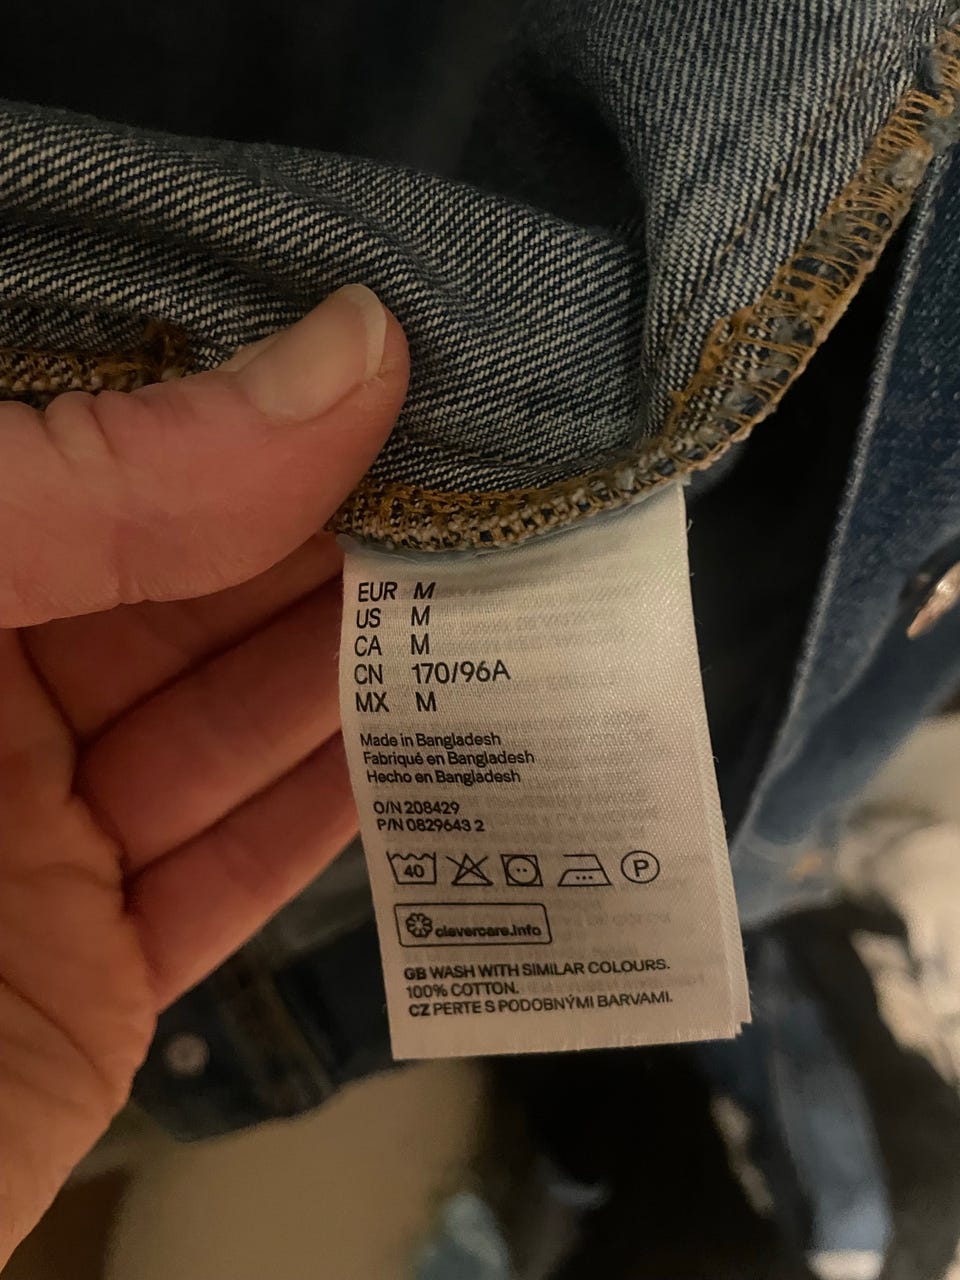 EUR M
US M
CA M
CN 170/96A
MX M
Made in Bangladesh
Fabriqué en Bangladesh
Hecho en Bangladesh
O/N 208429
P/N 0829643 2
40 P
clevercare.info
GB WASH WITH SIMILAR COLOURS.
100% COTTON.
CZ PERTE S PODOBNÝMI BARVAMI.